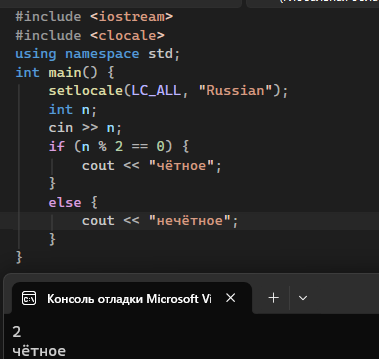 #include <iostream>
#include <clocale>
using namespace std;
int main() {
    setlocale(LC_ALL, "Russian");
    int n;
    cin >> n;
    if (n % 2 == 0) {
        cout << "чётное";
    }
    else {
        cout << "нечётное";
    }
}
Консоль отладки Microsoft Vi
2
чётное